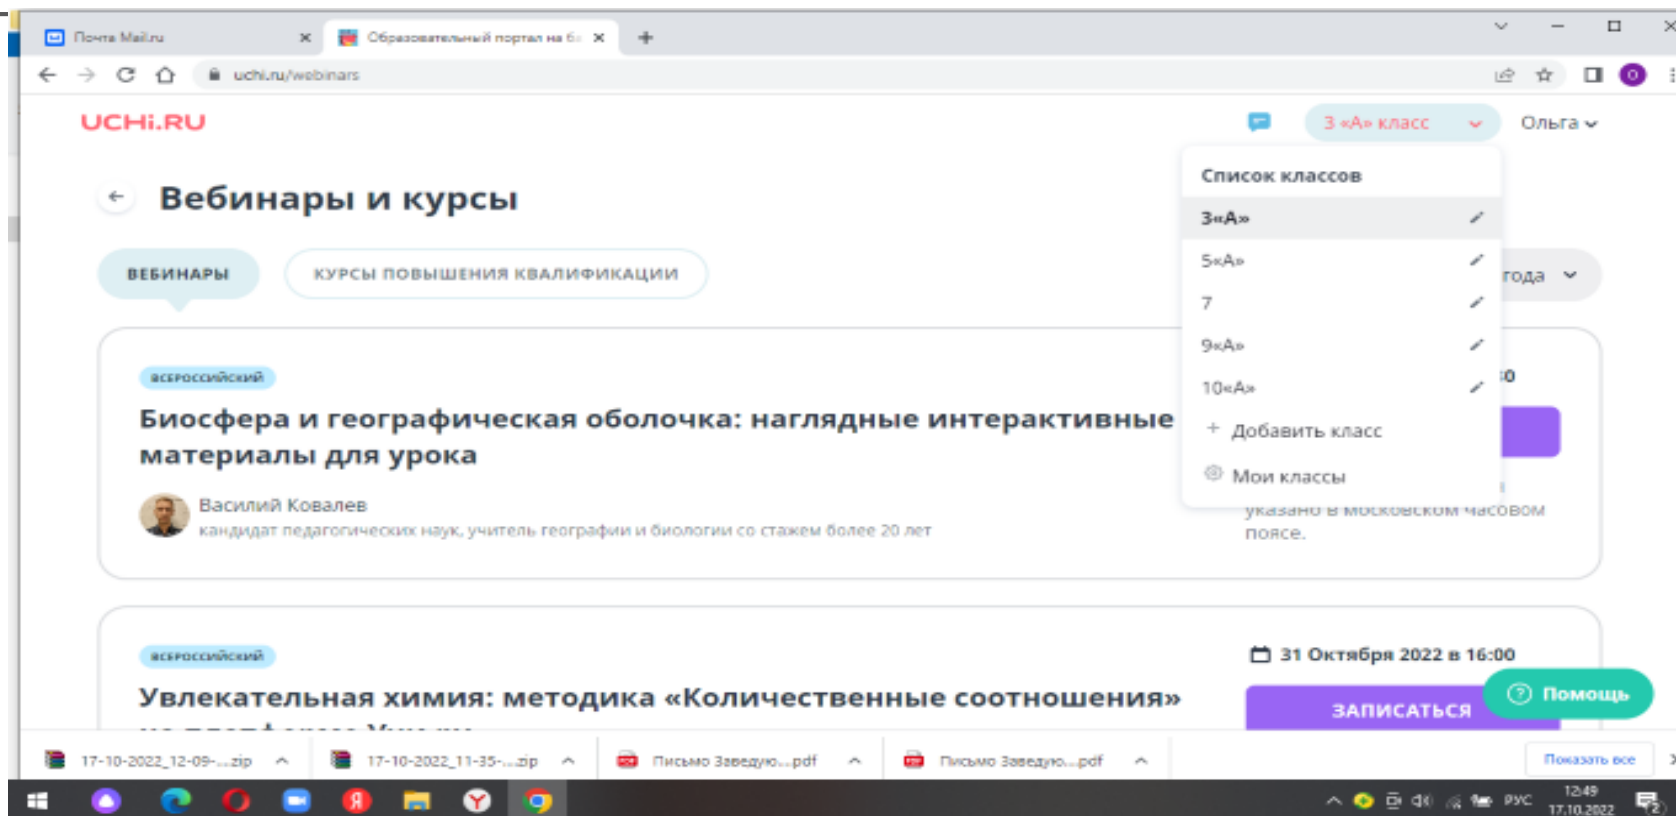 Почта Mail.ru
Образовательный портал на ба
uchi.ru/webinars
О
UCHi.RU
3 «А» класс
Ольга
Вебинары и курсы
Список классов
3«А»
5«А»
7
9«А»
10«А»
+ Добавить класс
Мои классы
ВЕБИНАРЫ
КУРСЫ ПОВЫШЕНИЯ КВАЛИФИКАЦИИ
года
ВСЕРОССИЙСКИЙ
Биосфера и географическая оболочка: наглядные интерактивные
материалы для урока
Василий Ковалев
кандидат педагогических наук, учитель географии и биологии со стажем более 20 лет
указано в московском часовом
поясе.
ВСЕРОССИЙСКИЙ
31 Октября 2022 в 16:00
Увлекательная химия: методика «Количественные соотношения»
ЗАПИСАТЬСЯ
Помощь
17-10-2022_12-09-....zip
17-10-2022_11-35-....zip
Письмо Заведую....pdf
Письмо Заведую....pdf
Показать все
РУС
12:49
17.10.2022
2